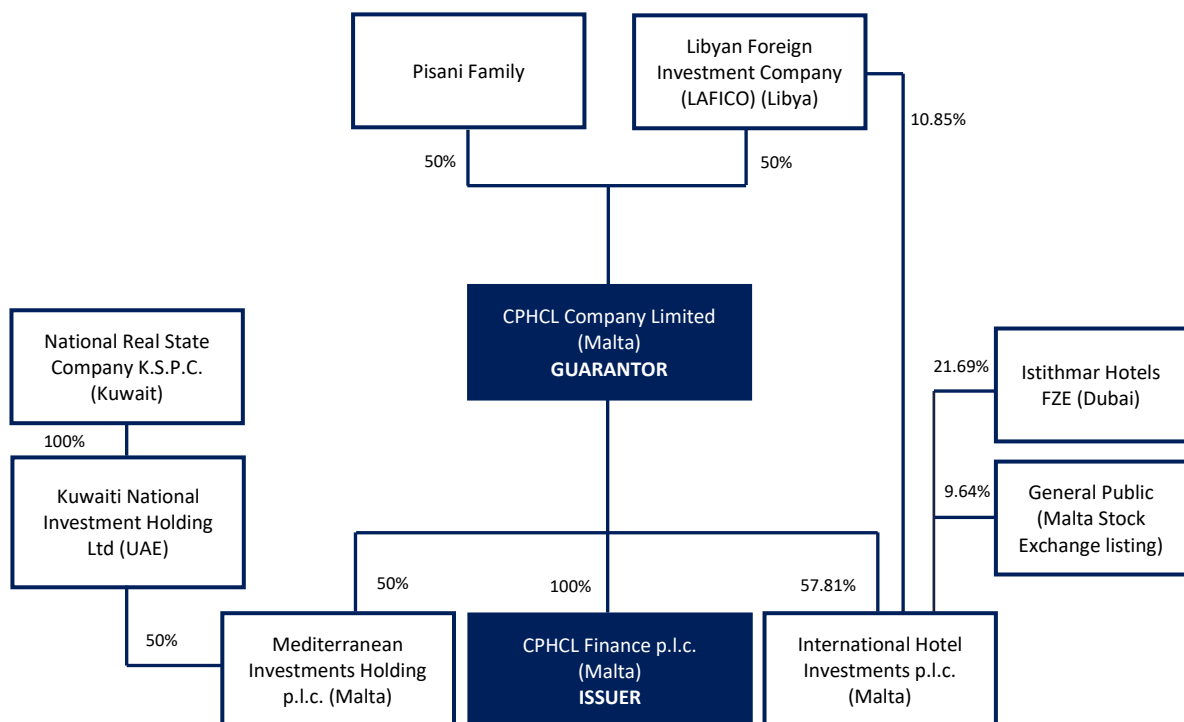 Pisani Family
Libyan Foreign
Investment Company
(LAFICO) (Libya)
10.85%
50%
50%
CPHCL Company Limited
(Malta)
GUARANTOR
National Real State
Company K.S.P.C.
(Kuwait)
21.69%
Istithmar Hotels
FZE (Dubai)
100%
Kuwaiti National
Investment Holding
Ltd (UAE)
9.64%
General Public
(Malta Stock
Exchange listing)
50%
100%
57.81%
50%
Mediterranean
Investments Holding
p.l.c. (Malta)
CPHCL Finance p.l.c.
(Malta)
ISSUER
International Hotel
Investments p.l.c.
(Malta)